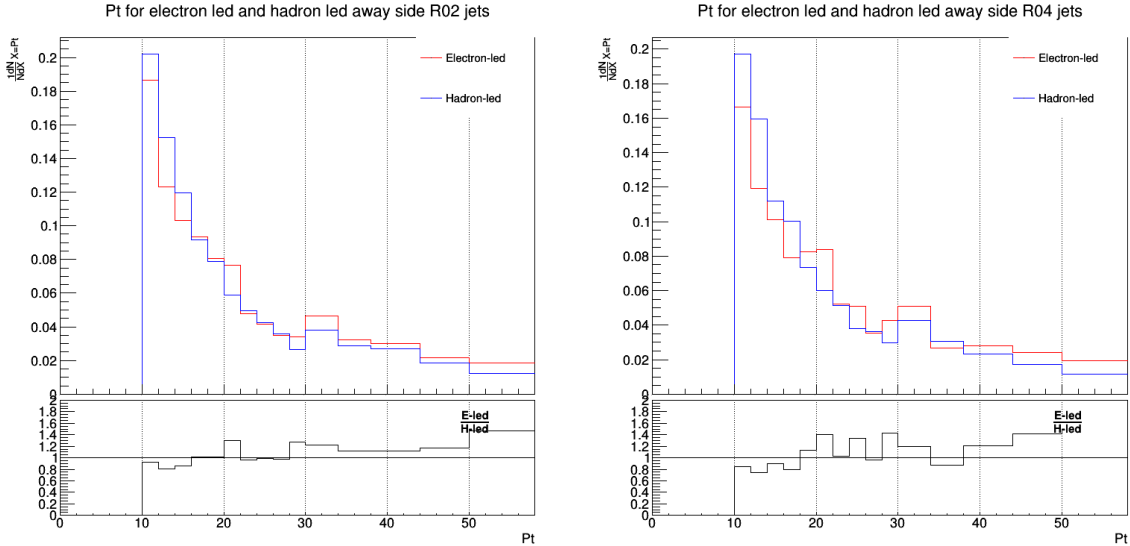 Pt for electron led and hadron led away side R02 jets
1dN X=Pt
NdX
0.2
0.18
0.16
0.14
0.12
0.1
0.08
0.06
0.04
0.02
0
Electron-led
Hadron-led
2
1.8
1.6
1.4
1.2
1
0.8
0.6
0.4
0.2
0
E-led
H-led
0 10 20 30 40 50
Pt
Pt for electron led and hadron led away side R04 jets
1dN X=Pt
NdX
0.2
0.18
0.16
0.14
0.12
0.1
0.08
0.06
0.04
0.02
0
Electron-led
Hadron-led
2
1.8
1.6
1.4
1.2
1
0.8
0.6
0.4
0.2
0
E-led
H-led
0 10 20 30 40 50
Pt